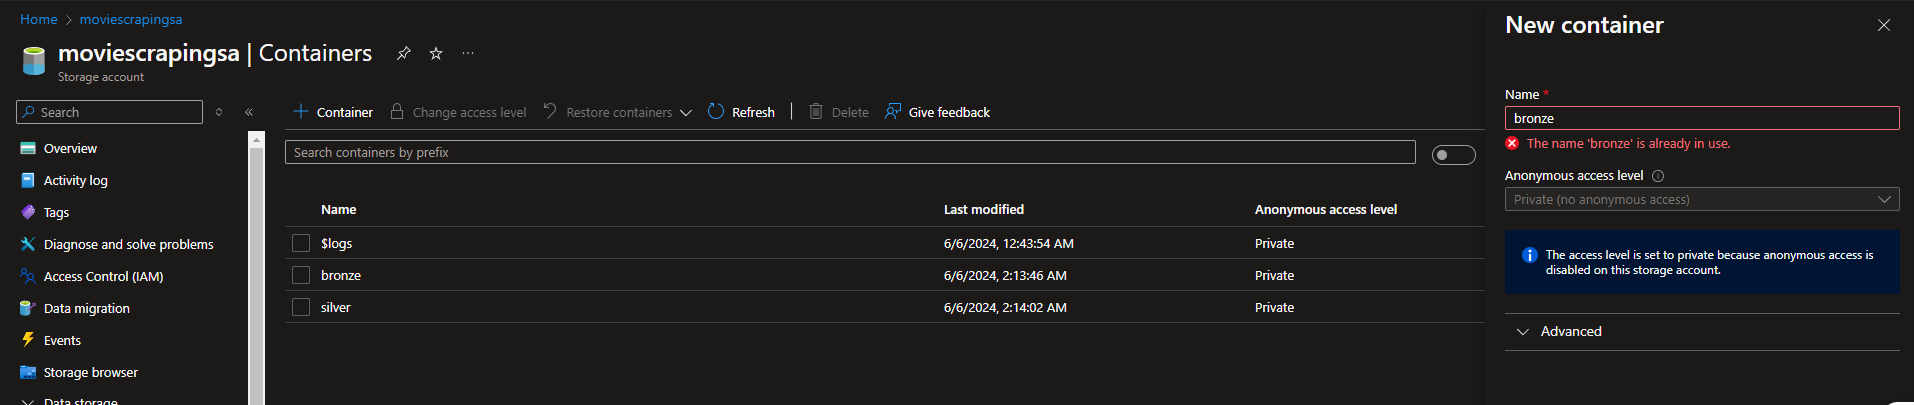 Home > moviescrapingsa
moviescrapingsa | Containers
Storage account
Search
Overview
Activity log
Tags
Diagnose and solve problems
Access Control (IAM)
Data migration
Events
Storage browser
Data storage
Container Change access level Restore containers Refresh Delete Give feedback
Search containers by prefix
Name Last modified Anonymous access level
$logs 6/6/2024, 12:43:54 AM Private
bronze 6/6/2024, 2:13:46 AM Private
silver 6/6/2024, 2:14:02 AM Private
New container
Name *
bronze
The name 'bronze' is already in use.
Anonymous access level
Private (no anonymous access)
The access level is set to private because anonymous access is
disabled on this storage account.
Advanced